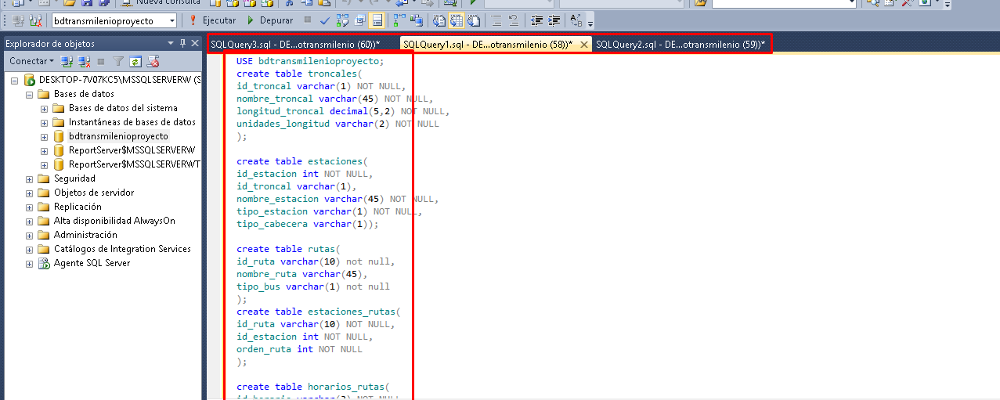 Nueva consulta
bdtransmilenioproyecto
Ejecutar
Depurar
Explorador de objetos
Conectar
DESKTOP-7V07KC5\MSSQLSERVERW (S
Bases de datos
Bases de datos del sistema
Instantáneas de bases de datos
bdtransmilenioproyecto
ReportServer$MSSQLSERVERW
ReportServer$MSSQLSERVERWT
Seguridad
Objetos de servidor
Replicación
Alta disponibilidad AlwaysOn
Administración
Catálogos de Integration Services
Agente SQL Server
SQLQuery3.sql - DE...otransmilenio (60))*
SQLQuery1.sql - DE...otransmilenio (58))*
SQLQuery2.sql - DE...otransmilenio (59))*
USE bdtransmilenioproyecto;
create table troncales(
id_troncal varchar(1) NOT NULL,
nombre_troncal varchar(45) NOT NULL,
longitud_troncal decimal(5,2) NOT NULL,
unidades_longitud varchar(2) NOT NULL
);
create table estaciones(
id_estacion int NOT NULL,
id_troncal varchar(1),
nombre_estacion varchar(45) NOT NULL,
tipo_estacion varchar(1) NOT NULL,
tipo_cabecera varchar(1));
create table rutas(
id_ruta varchar(10) not null,
nombre_ruta varchar(45),
tipo_bus varchar(1) not null
);
create table estaciones_rutas(
id_ruta varchar(10) NOT NULL,
id_estacion int NOT NULL,
orden_ruta int NOT NULL
);
create table horarios_rutas(
id_horario varchar(3) NOT NULL